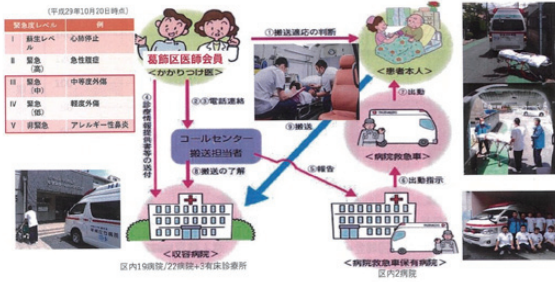 (平成29年10月20日時点)
緊急度レベル 例
Ⅰ 蘇生レベル 心肺停止
Ⅱ 緊急(高) 急性腹症
Ⅲ 緊急(中) 中等度外傷
Ⅳ 緊急(低) 軽度外傷
Ⅴ 非緊急 アレルギー性鼻炎
葛飾区医師会員
<かかりつけ医>
①搬送適応の判断
<患者本人>
②③電話連絡
④診療情報提供書等の送付
コールセンター
搬送担当者
⑨搬送
⑦出動
<病院救急車>
⑧搬送の了解
⑤報告
⑥出動指示
<収容病院>
区内19病院/22病院+3有床診療所
<病院救急車保有病院>
区内2病院